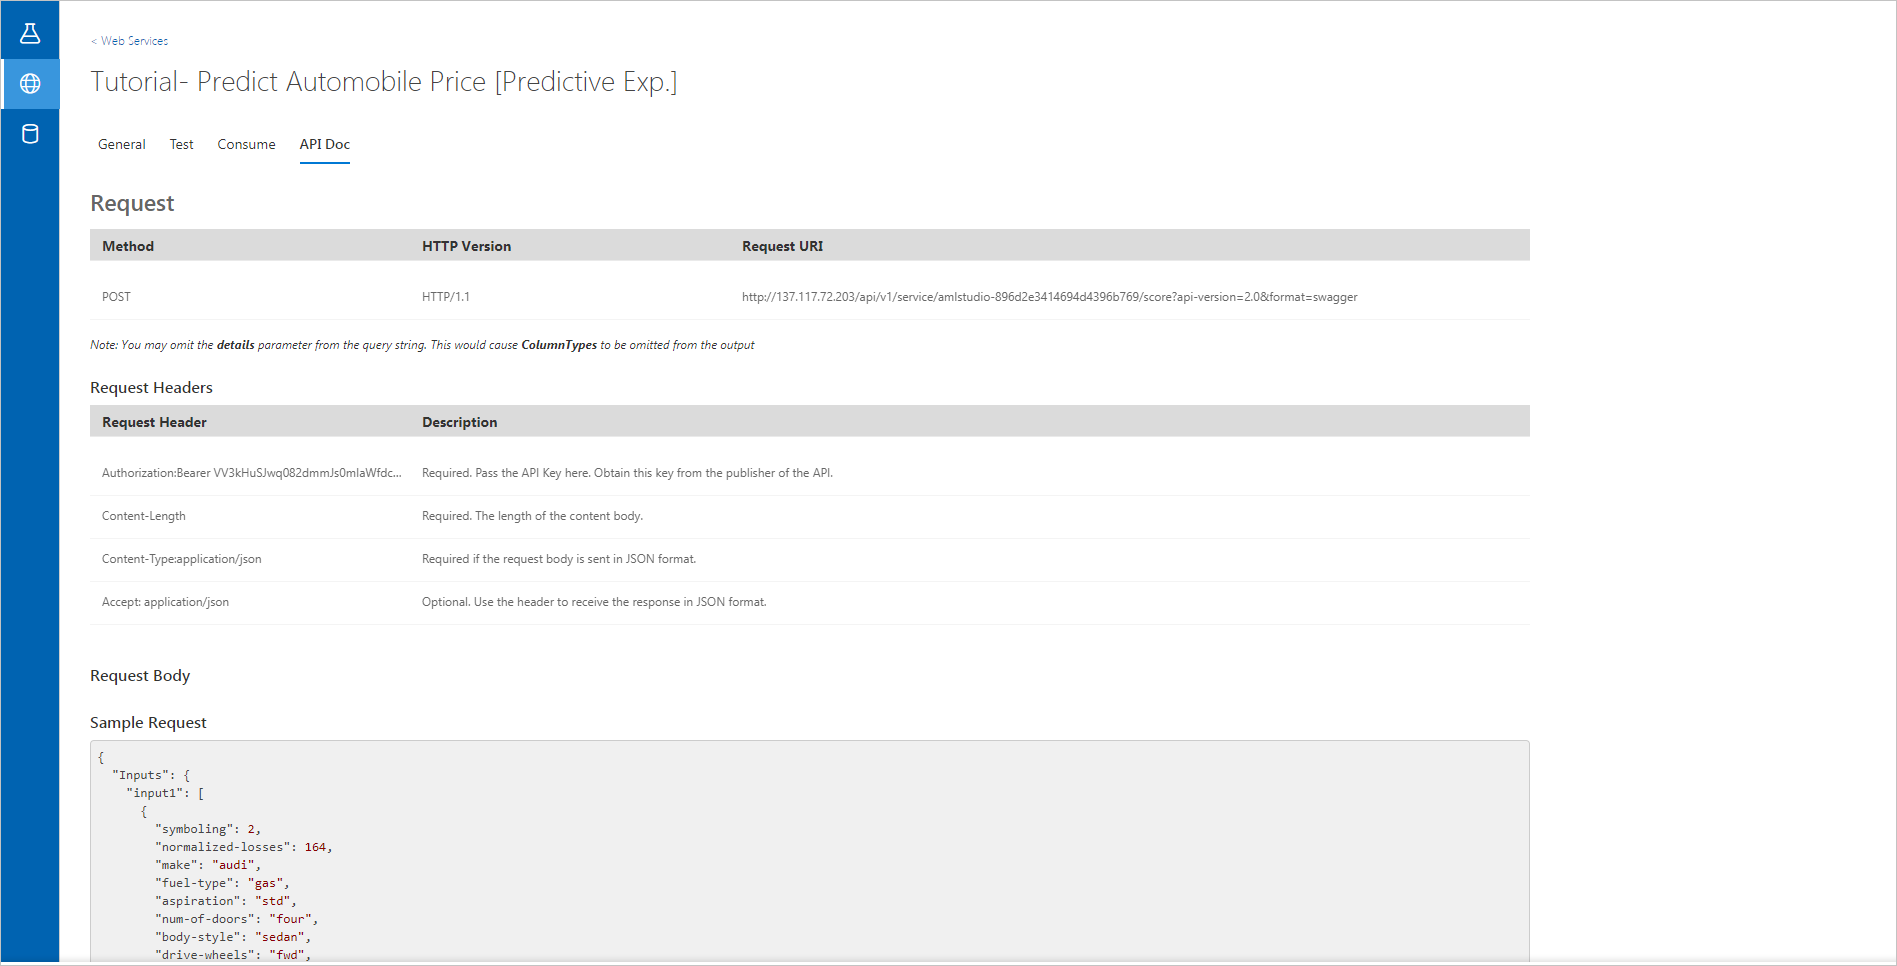 < Web Services
Tutorial- Predict Automobile Price [Predictive Exp.]
General Test Consume API Doc
Request
Method HTTP Version Request URI
POST HTTP/1.1 http://137.117.72.203/api/v1/service/amlstudio-896d2e3414694d4396b769/score?api-version=2.0&format=swagger
Note: You may omit the details parameter from the query string. This would cause ColumnTypes to be omitted from the output
Request Headers
Request Header Description
Authorization:Bearer VV3kHuSJwq082dmmJs0mIaWfdc... Required. Pass the API Key here. Obtain this key from the publisher of the API.
Content-Length Required. The length of the content body.
Content-Type:application/json Required if the request body is sent in JSON format.
Accept: application/json Optional. Use the header to receive the response in JSON format.
Request Body
Sample Request
{
"Inputs": {
"input1": [
{
"symboling": 2,
"normalized-losses": 164,
"make": "audi",
"fuel-type": "gas",
"aspiration": "std",
"num-of-doors": "four",
"body-style": "sedan",
"drive-wheels": "fwd",